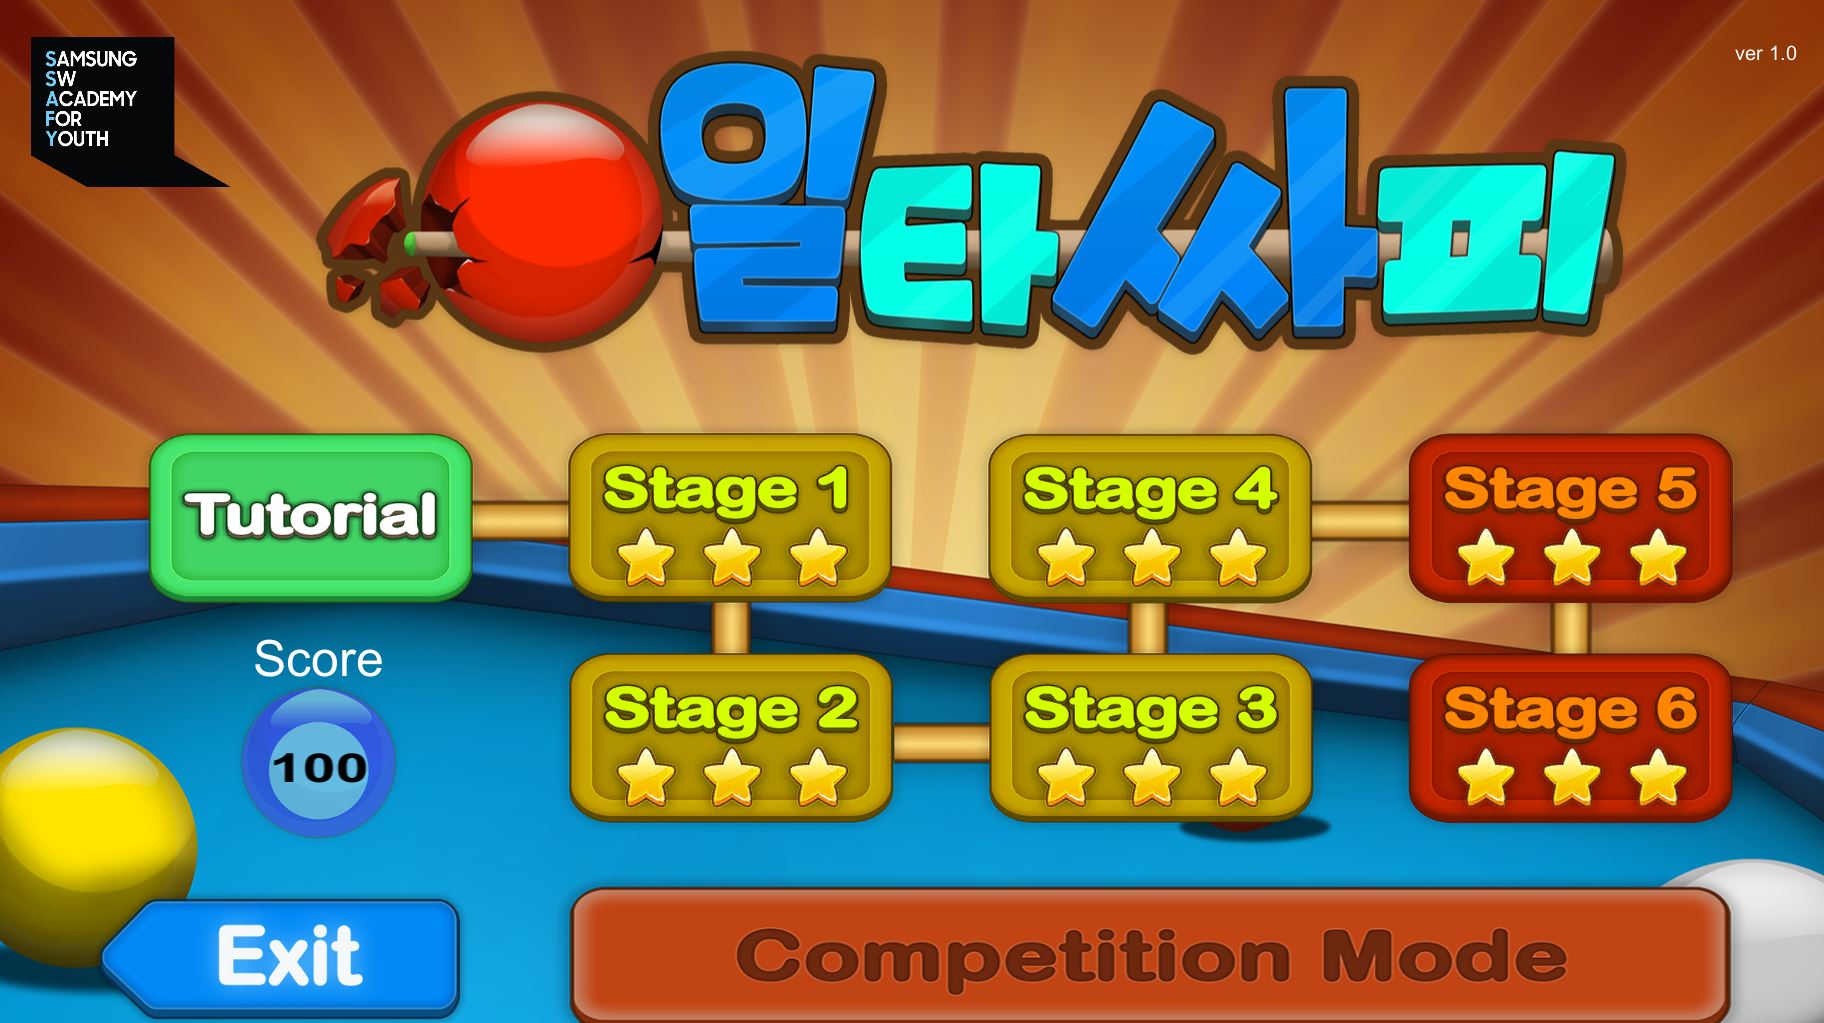 SAMSUNG
SW
ACADEMY
FOR
YOUTH
ver 1.0
일타싸피
Tutorial
Stage 1
Stage 4
Stage 5
Score
100
Stage 2
Stage 3
Stage 6
Exit
Competition Mode